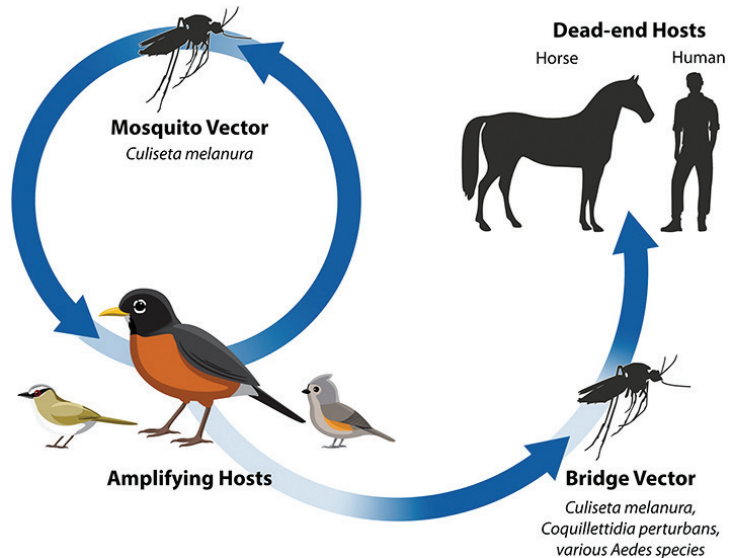 Mosquito Vector
Culiseta melanura
Dead-end Hosts
Horse
Human
Amplifying Hosts
Bridge Vector
Culiseta melanura,
Coquillettidia perturbans,
various Aedes species